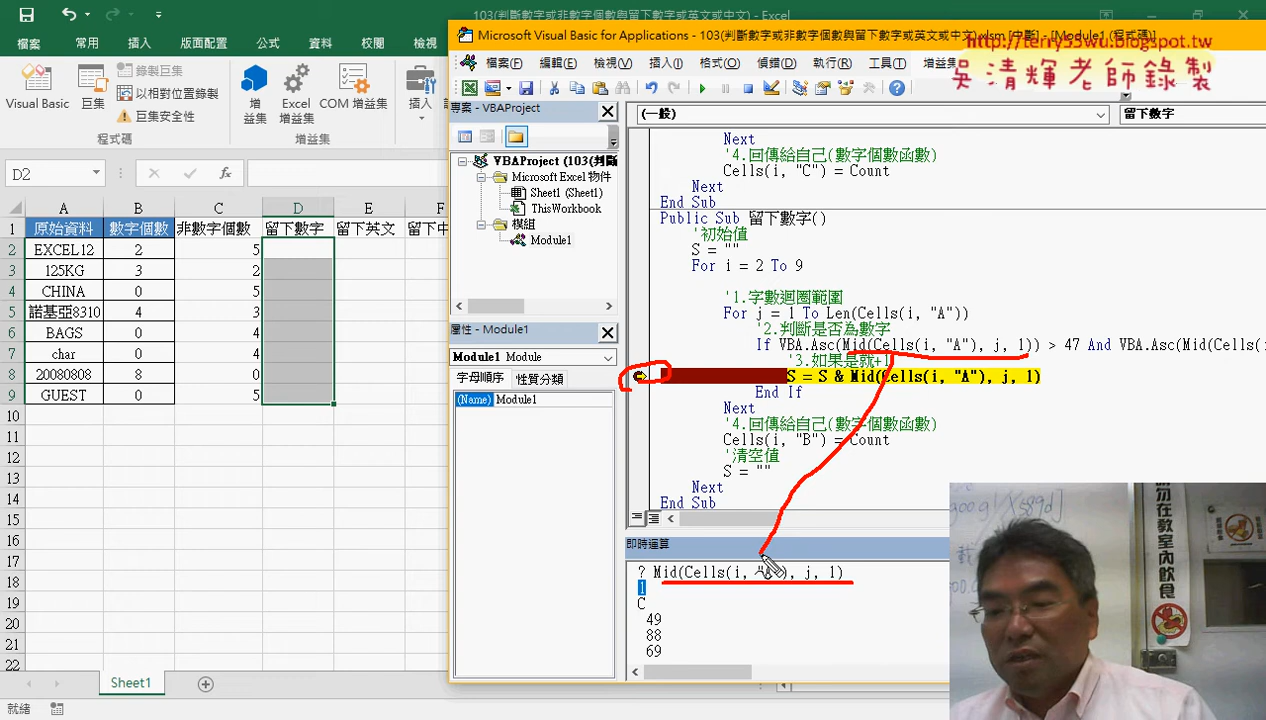 103(判斷數字或非數字個數與留下數字或英文或中文) - Excel
Microsoft Visual Basic for Applications - 103(判斷數字或非數字個數與留下數字或英文或中文).xlsm [中斷] - [Module1 (程式碼)]
http://terry55wu.blogspot.tw
吳清輝老師錄製
檔案 常用 插入 版面配置 公式 資料 校閱 檢視
檔案(F) 編輯(E) 檢視(V) 插入(I) 格式(O) 偵錯(D) 執行(R) 工具(T) 增益集
Visual Basic 巨集 錄製巨集 以相對位置錄製 巨集安全性
增益集 Excel 增益集 COM 增益集 插入
程式碼 增益集
D2
fx
A B C D E F
1 原始資料 數字個數 非數字個數 留下數字 留下英文 留下中
2 EXCEL12 2 5
3 125KG 3 2
4 CHINA 0 5
5 諾基亞8310 4 3
6 BAGS 0 4
7 char 0 4
8 20080808 8 0
9 GUEST 0 5
10
11
12
13
14
15
16
17
18
19
20
21
22
Sheet1
就緒
專案 - VBAProject
VBAProject (103(判斷
Microsoft Excel 物件
Sheet1 (Sheet1)
ThisWorkbook
模組
Module1
屬性 - Module1
Module1 Module
字母順序 性質分類
(Name) Module1
(一般) 留下數字
Next
'4.回傳給自己(數字個數函數)
Cells(i, "C") = Count
Next
End Sub
Public Sub 留下數字()
'初始值
S = ""
For i = 2 To 9
'1.字數迴圈範圍
For j = 1 To Len(Cells(i, "A"))
'2.判斷是否為數字
If VBA.Asc(Mid(Cells(i, "A"), j, 1)) > 47 And VBA.Asc(Mid(Cells(i
'3.如果是就+1
S = S & Mid(Cells(i, "A"), j, 1)
End If
Next
'4.回傳給自己(數字個數函數)
Cells(i, "B") = Count
'清空值
S = ""
Next
End Sub
即時運算
? Mid(Cells(i, "A"), j, 1)
1
C
49
88
69
勿在教室內飲食